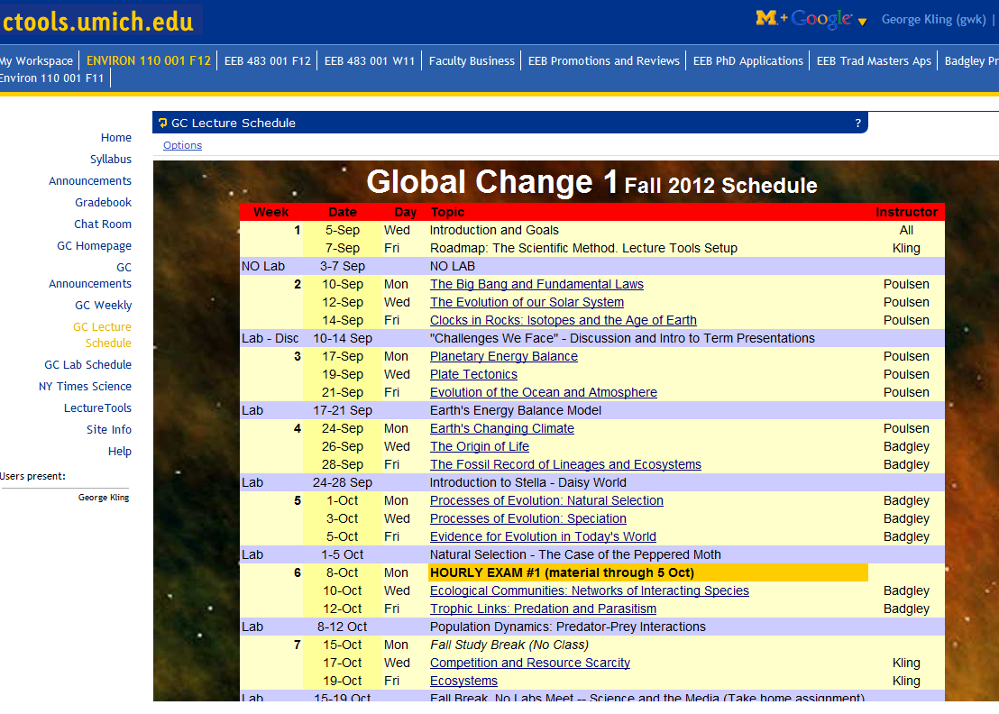 ctools.umich.edu
M+Google George Kling (gwk) |
My Workspace | ENVIRON 110 001 F12 | EEB 483 001 F12 | EEB 483 001 W11 | Faculty Business | EEB Promotions and Reviews | EEB PhD Applications | EEB Trad Masters Aps | Badgley Pr
Environ 110 001 F11 |
GC Lecture Schedule ?
Options
Home
Syllabus
Announcements
Gradebook
Chat Room
GC Homepage
GC
Announcements
GC Weekly
GC Lecture
Schedule
GC Lab Schedule
NY Times Science
LectureTools
Site Info
Help
Users present:
George Kling
Global Change 1 Fall 2012 Schedule
Week Date Day Topic Instructor
1 5-Sep Wed Introduction and Goals All
7-Sep Fri Roadmap: The Scientific Method. Lecture Tools Setup Kling
NO Lab 3-7 Sep NO LAB
2 10-Sep Mon The Big Bang and Fundamental Laws Poulsen
12-Sep Wed The Evolution of our Solar System Poulsen
14-Sep Fri Clocks in Rocks: Isotopes and the Age of Earth Poulsen
Lab - Disc 10-14 Sep "Challenges We Face" - Discussion and Intro to Term Presentations
3 17-Sep Mon Planetary Energy Balance Poulsen
19-Sep Wed Plate Tectonics Poulsen
21-Sep Fri Evolution of the Ocean and Atmosphere Poulsen
Lab 17-21 Sep Earth's Energy Balance Model
4 24-Sep Mon Earth's Changing Climate Poulsen
26-Sep Wed The Origin of Life Badgley
28-Sep Fri The Fossil Record of Lineages and Ecosystems Badgley
Lab 24-28 Sep Introduction to Stella - Daisy World
5 1-Oct Mon Processes of Evolution: Natural Selection Badgley
3-Oct Wed Processes of Evolution: Speciation Badgley
5-Oct Fri Evidence for Evolution in Today's World Badgley
Lab 1-5 Oct Natural Selection - The Case of the Peppered Moth
6 8-Oct Mon HOURLY EXAM #1 (material through 5 Oct)
10-Oct Wed Ecological Communities: Networks of Interacting Species Badgley
12-Oct Fri Trophic Links: Predation and Parasitism Badgley
Lab 8-12 Oct Population Dynamics: Predator-Prey Interactions
7 15-Oct Mon Fall Study Break (No Class)
17-Oct Wed Competition and Resource Scarcity Kling
19-Oct Fri Ecosystems Kling
Lab 15-19 Oct Fall Break. No Labs Meet -- Science and the Media (Take home assignment)